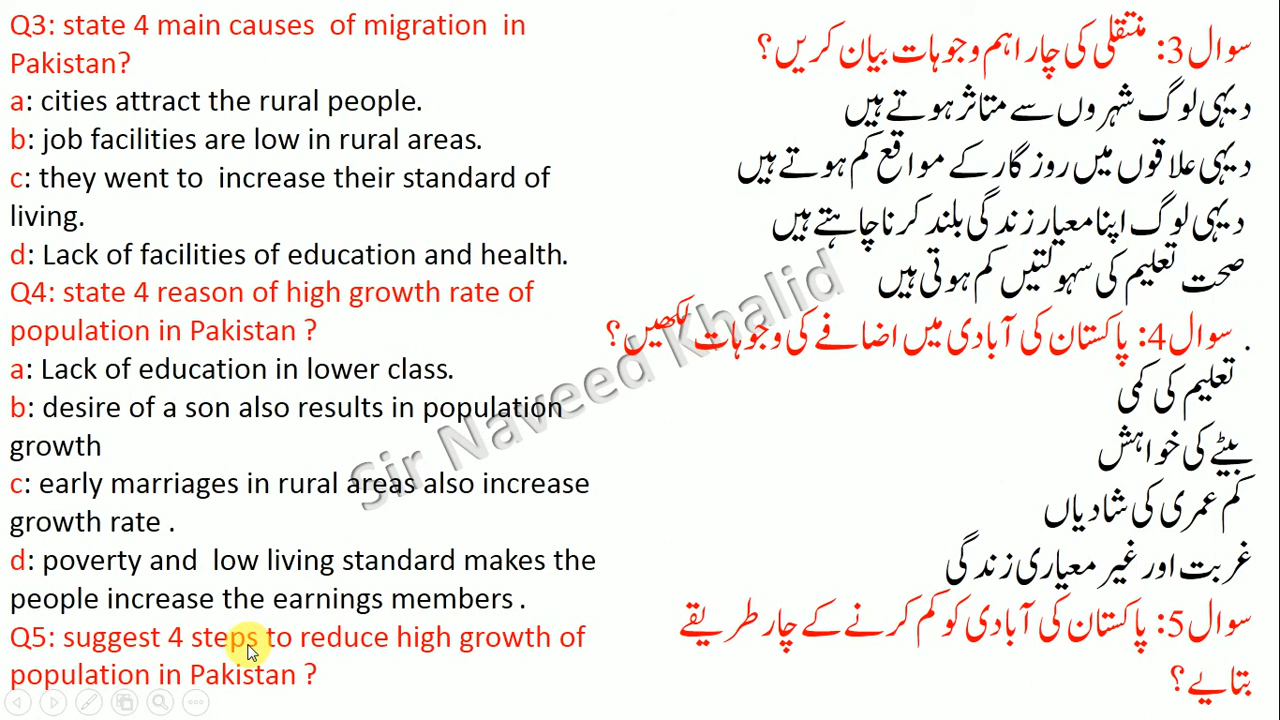 Q3: state 4 main causes  of migration  in
Pakistan?
a: cities attract the rural people.
b: job facilities are low in rural areas.
c: they went to  increase their standard of
living.
d: Lack of facilities of education and health.
Q4: state 4 reason of high growth rate of
population in Pakistan ?
a: Lack of education in lower class.
b: desire of a son also results in population
growth
c: early marriages in rural areas also increase
growth rate .
d: poverty and  low living standard makes the
people increase the earnings members .
Q5: suggest 4 steps to reduce high growth of
population in Pakistan ?
سوال 3: منتقلی کی چار اہم وجوہات بیان کریں؟
دیہی لوگ شہروں سے متاثر ہوتے ہیں
دیہی علاقوں میں روزگار کے مواقع کم ہوتے ہیں
دیہی لوگ اپنا معیار زندگی بلند کرنا چاہتے ہیں
صحت تعلیم کی سہولتیں کم ہوتی ہیں
. سوال 4: پاکستان کی آبادی میں اضافے کی وجوہات لکھیں؟
تعلیم کی کمی
بیٹے کی خواہش
کم عمری کی شادیاں
غربت اور غیر معیاری زندگی
سوال 5: پاکستان کی آبادی کو کم کرنے کے چار طریقے
بتایے؟
Sir Naveed Khalid